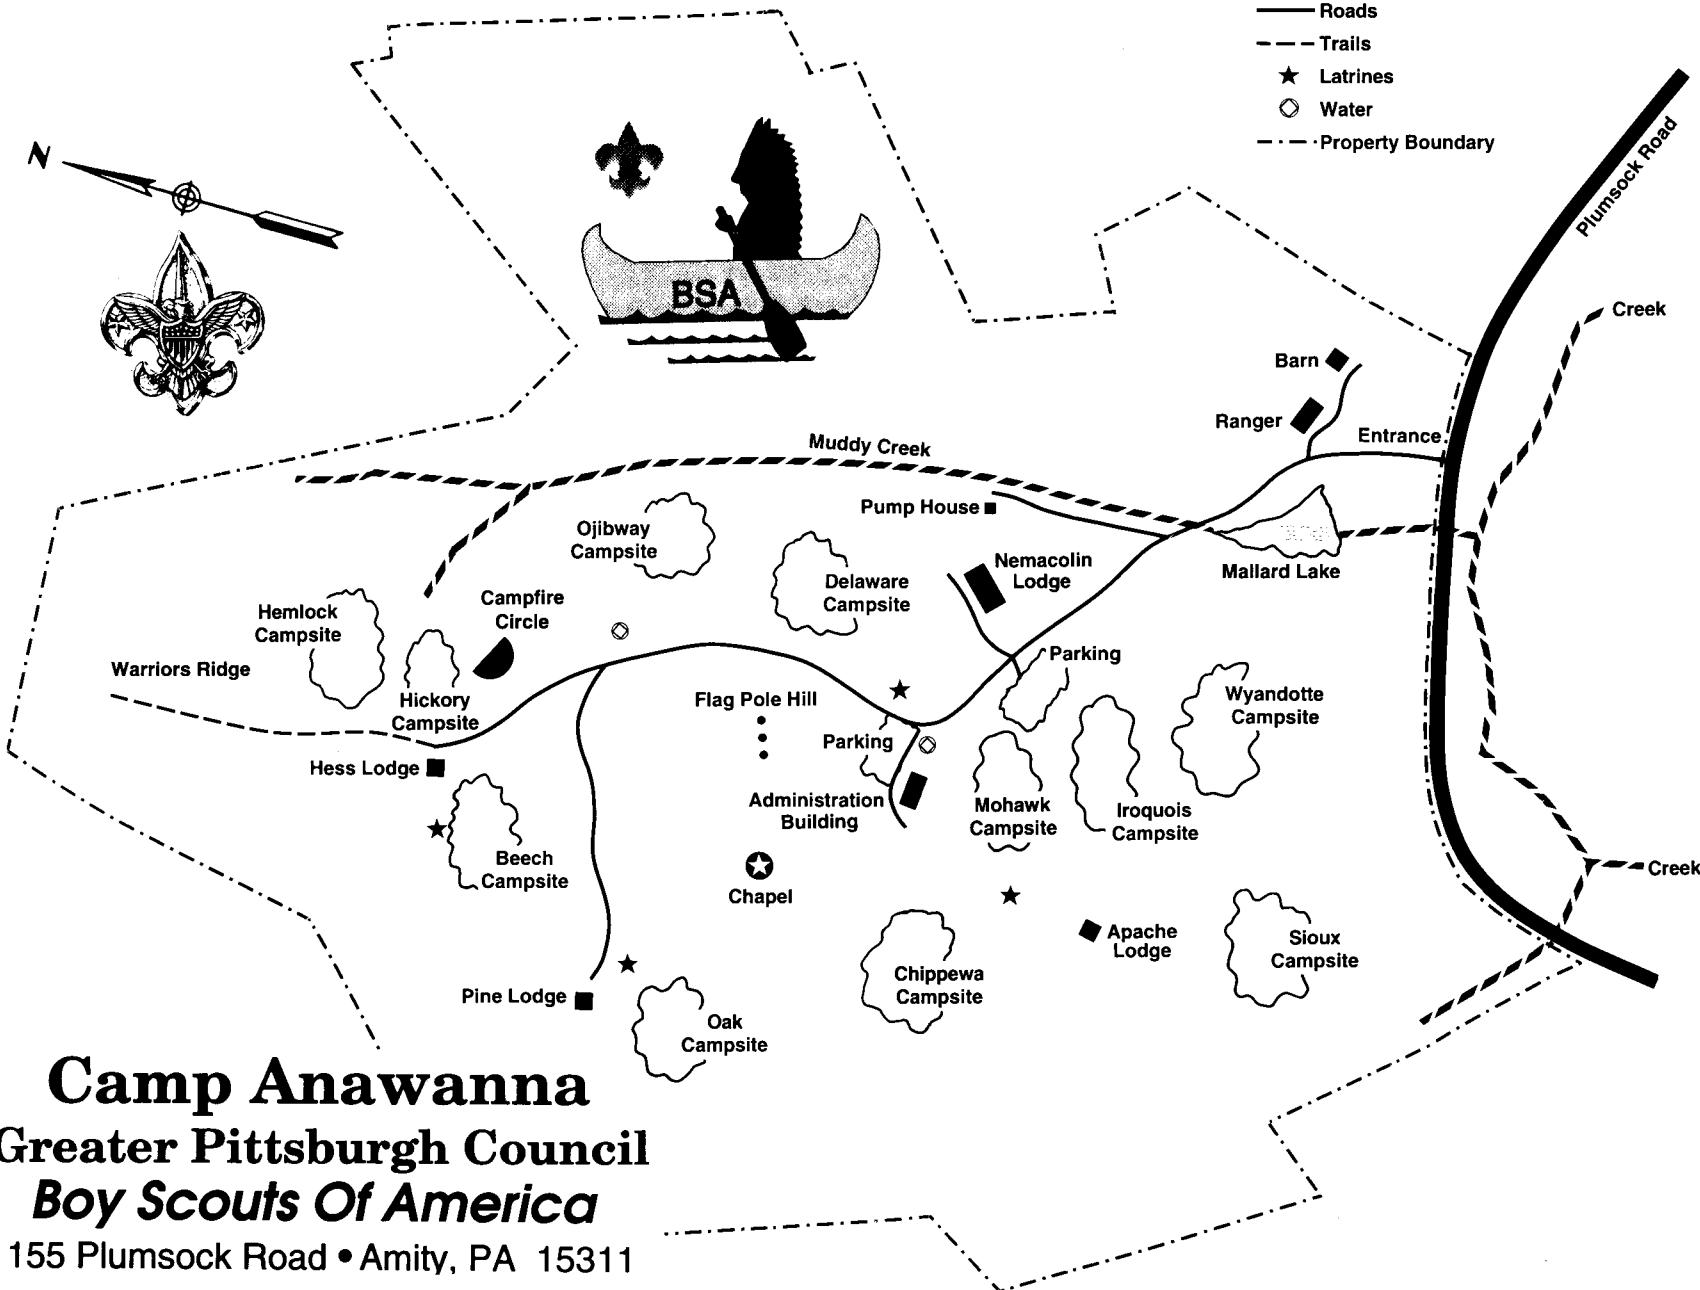 Roads
Trails
Latrines
Water
Property Boundary
Plumsock Road
N
BSA
Creek
Barn
Ranger
Entrance
Muddy Creek
Pump House
Ojibway
Campsite
Nemacolin
Lodge
Mallard Lake
Delaware
Campsite
Hemlock
Campsite
Campfire
Circle
Warriors Ridge
Parking
Hickory
Campsite
Flag Pole Hill
Wyandotte
Campsite
Parking
Hess Lodge
Administration
Building
Mohawk
Campsite
Iroquois
Campsite
Beech
Campsite
Creek
Chapel
Apache
Lodge
Sioux
Campsite
Chippewa
Campsite
Pine Lodge
Oak
Campsite
Camp Anawanna
Greater Pittsburgh Council
Boy Scouts Of America
155 Plumsock Road • Amity, PA 15311